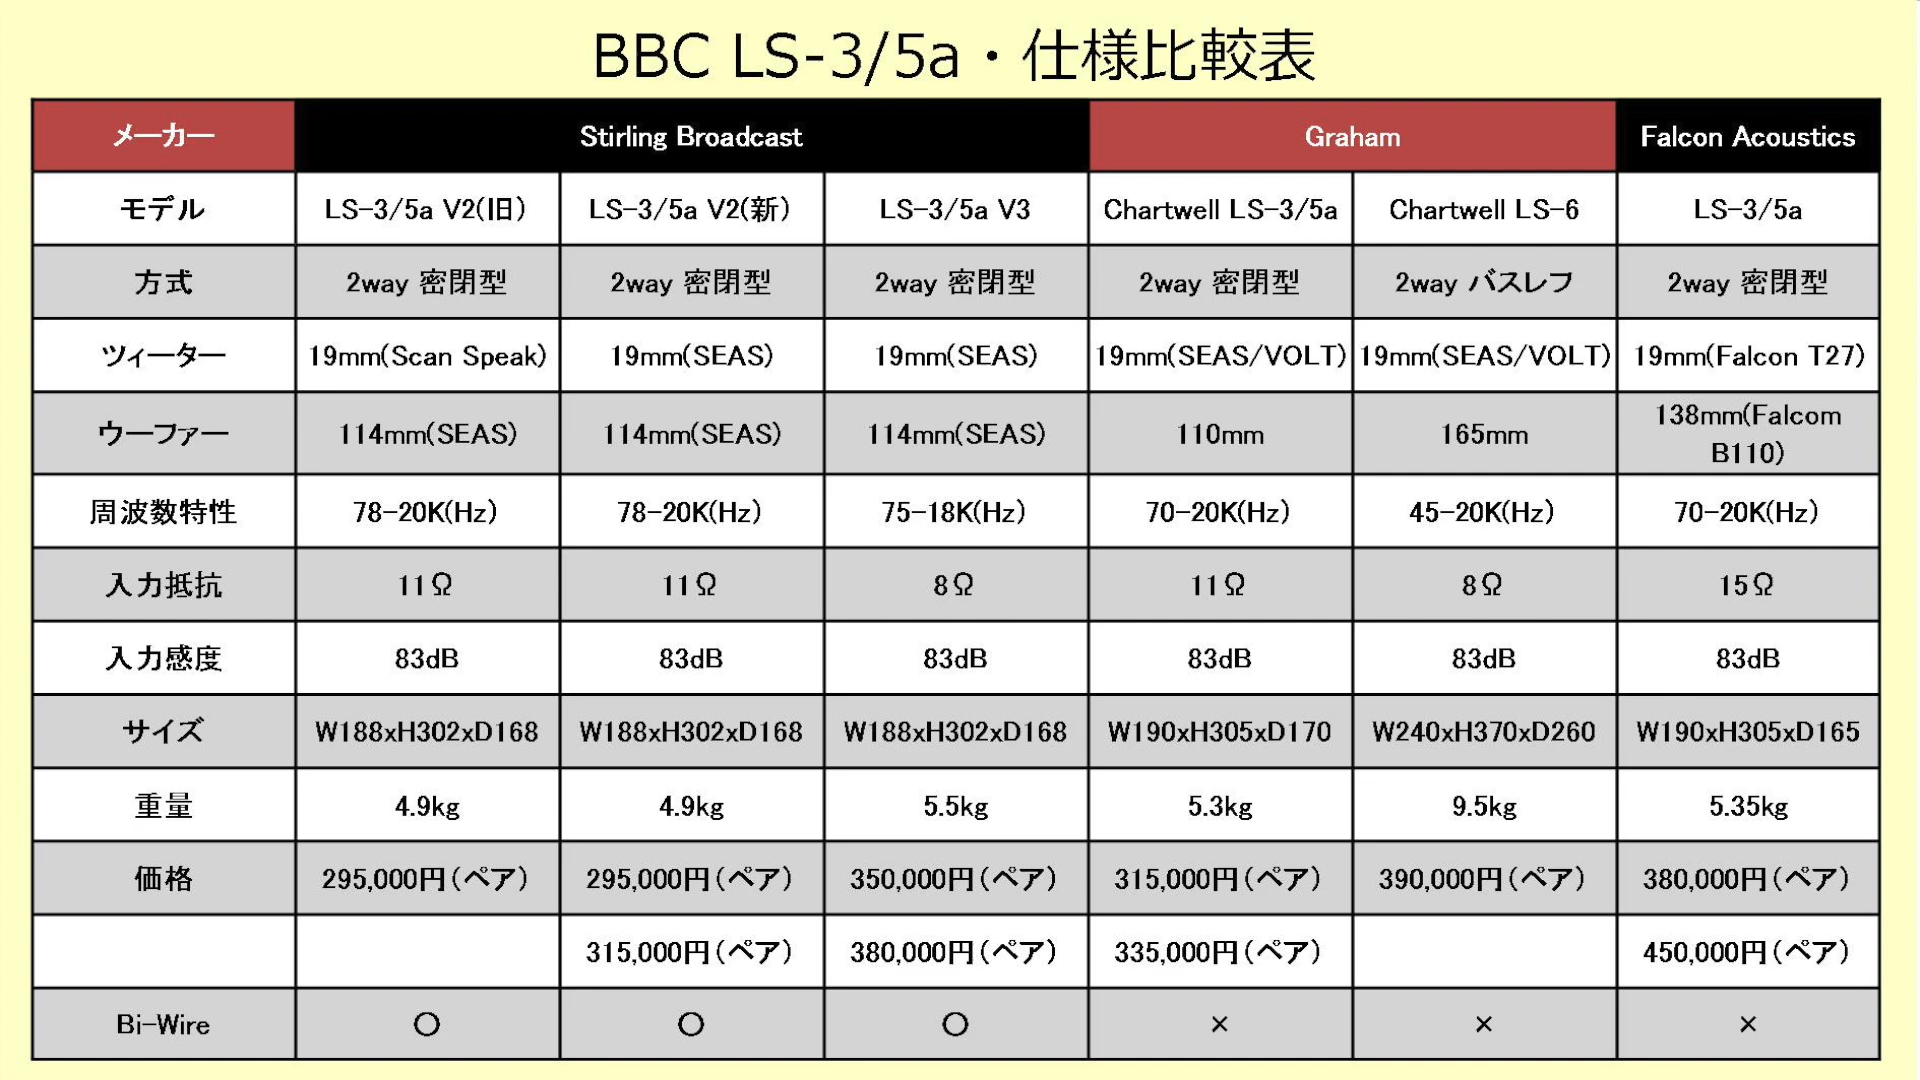 BBC LS-3/5a・仕様比較表
メーカー Stirling Broadcast Graham Falcon Acoustics
モデル LS-3/5a V2(旧) LS-3/5a V2(新) LS-3/5a V3 Chartwell LS-3/5a Chartwell LS-6 LS-3/5a
方式 2way 密閉型 2way 密閉型 2way 密閉型 2way 密閉型 2way バスレフ 2way 密閉型
ツィーター 19mm(Scan Speak) 19mm(SEAS) 19mm(SEAS) 19mm(SEAS/VOLT) 19mm(SEAS/VOLT) 19mm(Falcon T27)
ウーファー 114mm(SEAS) 114mm(SEAS) 114mm(SEAS) 110mm 165mm 138mm(Falcom
B110)
周波数特性 78-20K(Hz) 78-20K(Hz) 75-18K(Hz) 70-20K(Hz) 45-20K(Hz) 70-20K(Hz)
入力抵抗 11Ω 11Ω 8Ω 11Ω 8Ω 15Ω
入力感度 83dB 83dB 83dB 83dB 83dB 83dB
サイズ W188xH302xD168 W188xH302xD168 W188xH302xD168 W190xH305xD170 W240xH370xD260 W190xH305xD165
重量 4.9kg 4.9kg 5.5kg 5.3kg 9.5kg 5.35kg
価格 295,000円(ペア) 295,000円(ペア) 350,000円(ペア) 315,000円(ペア) 390,000円(ペア) 380,000円(ペア)
315,000円(ペア) 380,000円(ペア) 335,000円(ペア) 450,000円(ペア)
Bi-Wire ○ ○ ○ × × ×